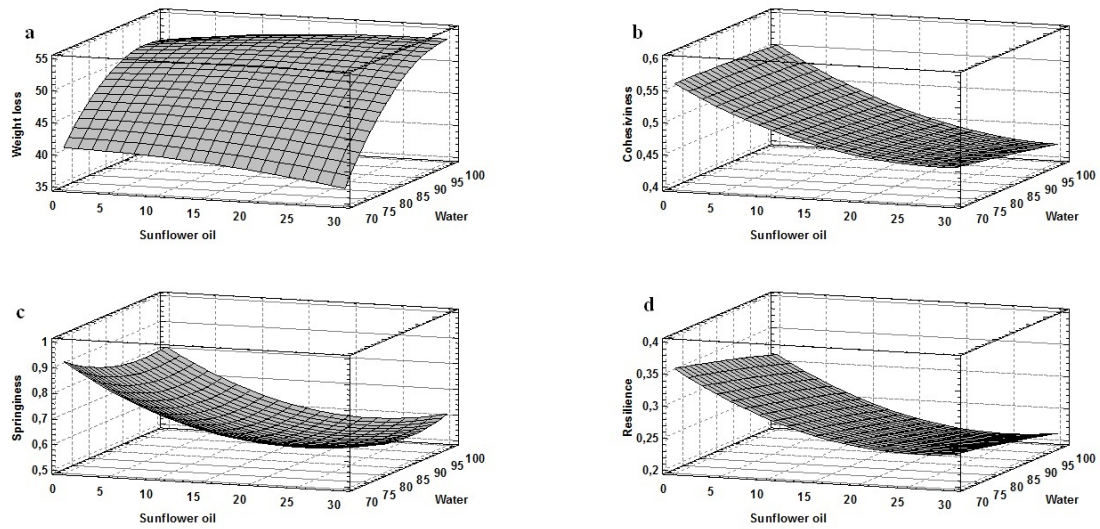 a
Weight loss
55
50
45
40
35
0 5 10 15 20 25 30
Sunflower oil
70 75 80 85 90 95 100
Water
b
Cohesiviness
0,6
0,55
0,5
0,45
0,4
0 5 10 15 20 25 30
Sunflower oil
70 75 80 85 90 95 100
Water
c
Springiness
1
0,9
0,8
0,7
0,6
0,5
0 5 10 15 20 25 30
Sunflower oil
70 75 80 85 90 95 100
Water
d
Resilience
0,4
0,35
0,3
0,25
0,2
0 5 10 15 20 25 30
Sunflower oil
70 75 80 85 90 95 100
Water